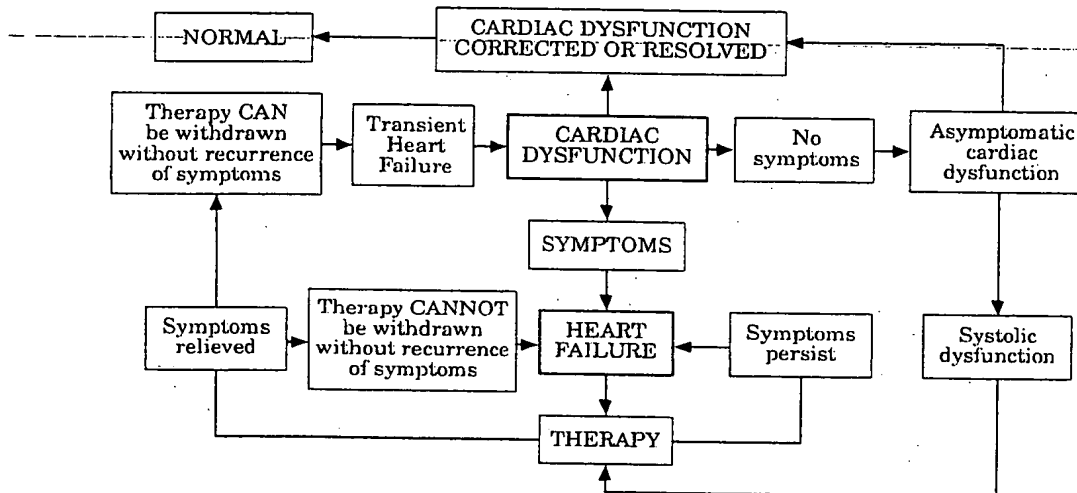 NORMAL
CARDIAC DYSFUNCTION
CORRECTED OR RESOLVED
Therapy CAN
be withdrawn
without recurrence
of symptoms
Transient
Heart
Failure
CARDIAC
DYSFUNCTION
No
symptoms
Asymptomatic
cardiac
dysfunction
SYMPTOMS
Symptoms
relieved
Therapy CANNOT
be withdrawn
without recurrence
of symptoms
HEART
FAILURE
Symptoms
persist
Systolic
dysfunction
THERAPY